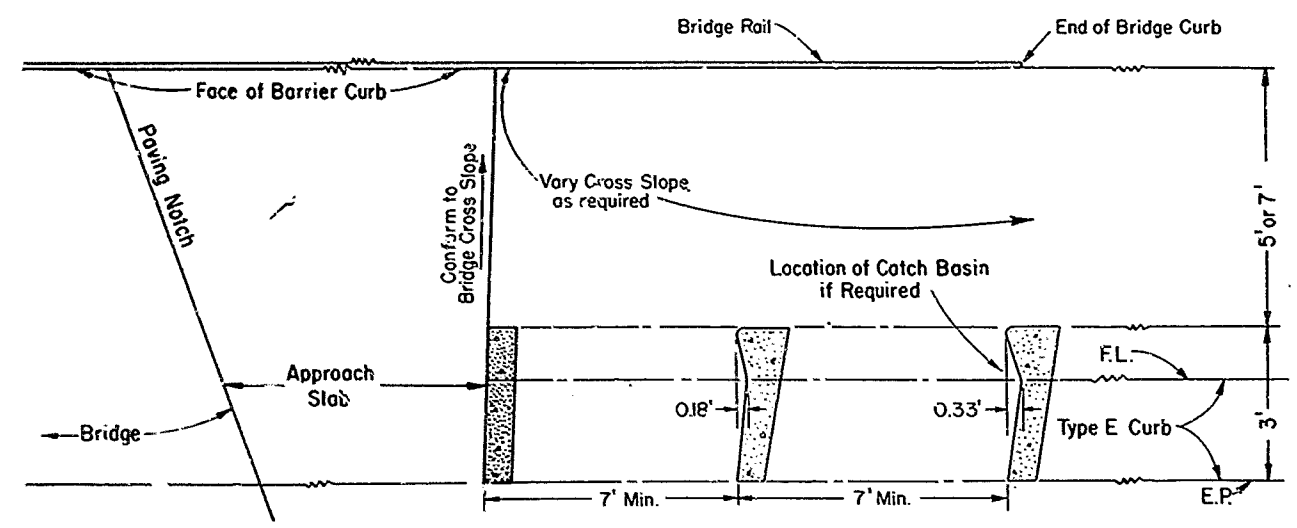 Bridge Rail
End of Bridge Curb
Face of Barrier Curb
Paving Notch
Conform to
Bridge Cross Slope
Vary Cross Slope
as required
5' or 7'
Location of Catch Basin
if Required
Approach
Slab
F.L.
0.18'
0.33'
Type E Curb
3'
Bridge
7' Min.
7' Min.
E.P.